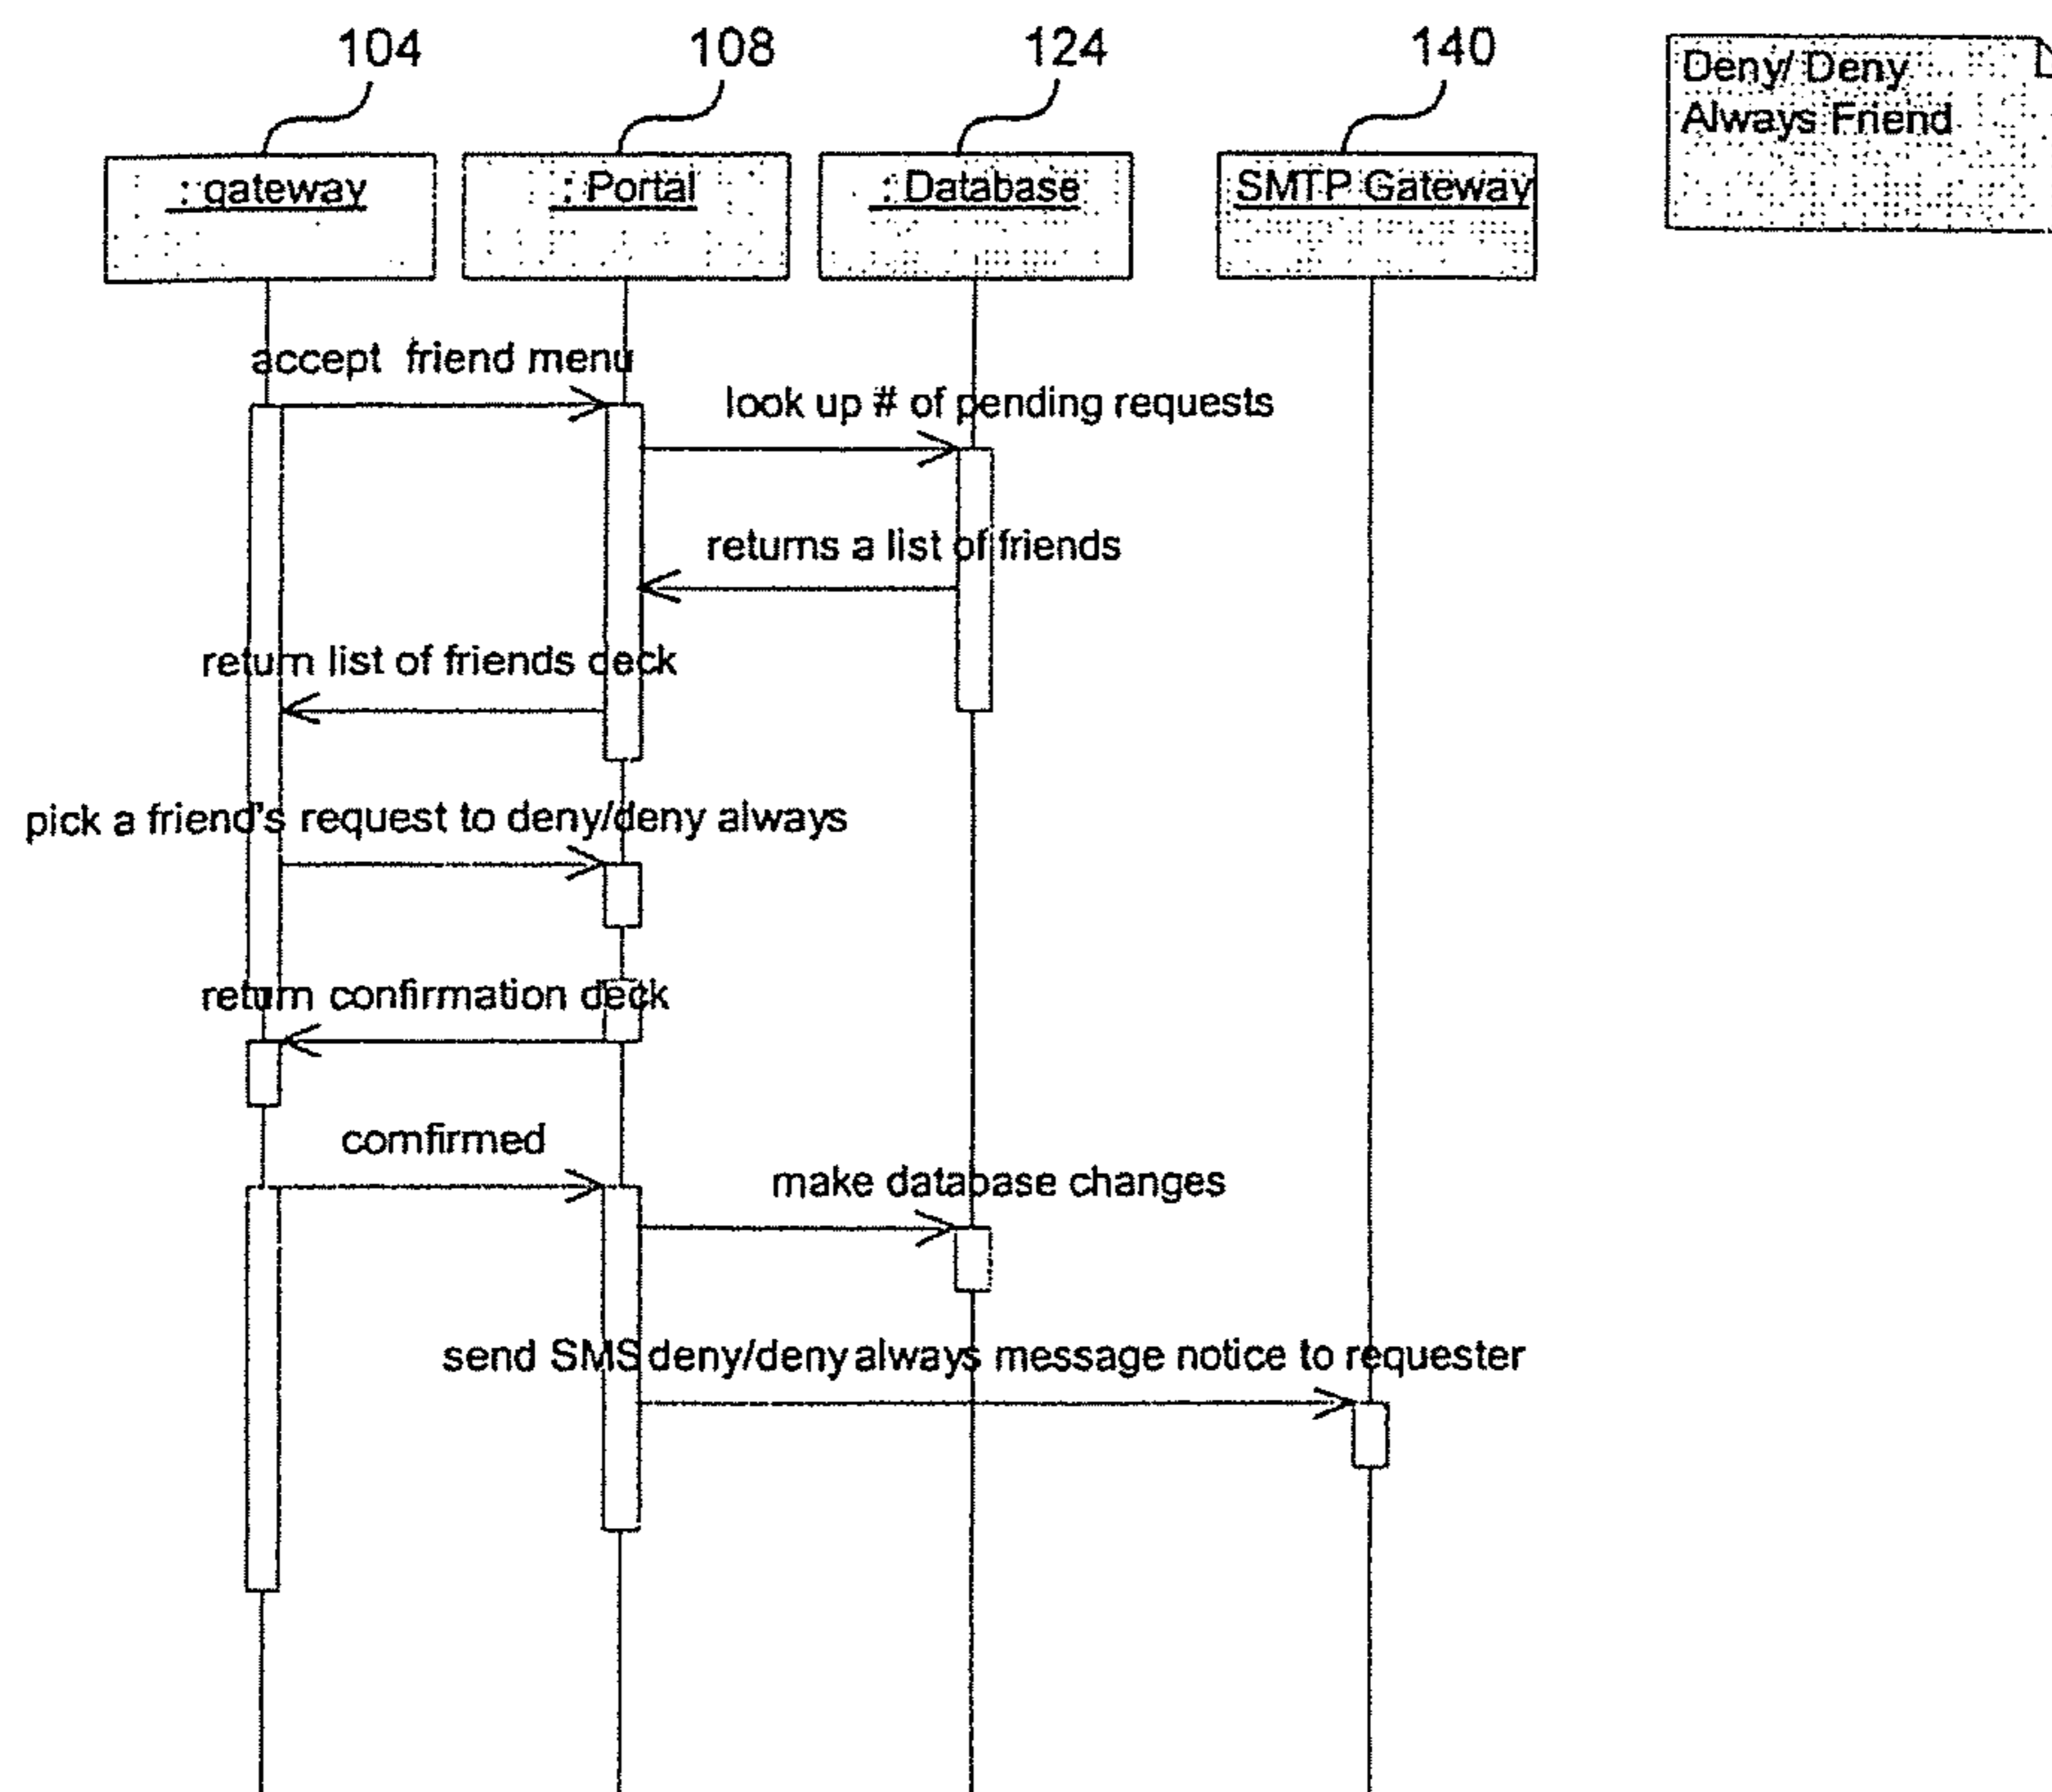 104
108
124
140
Deny/ Deny
Always Friend
: gateway
: Portal
: Database
SMTP Gateway
accept friend menu
look up # of pending requests
returns a list of friends
return list of friends deck
pick a friend's request to deny/deny always
return confirmation deck
comfirmed
make database changes
send SMS deny/deny always message notice to requester